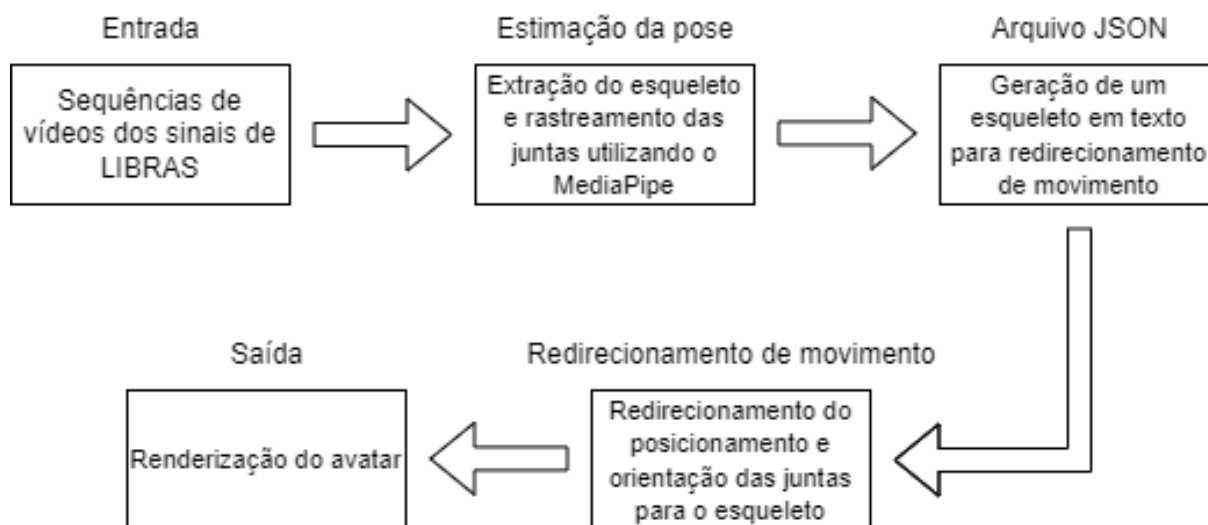 Entrada
Sequências de
vídeos dos sinais de
LIBRAS
Estimação da pose
Extração do esqueleto
e rastreamento das
juntas utilizando o
MediaPipe
Arquivo JSON
Geração de um
esqueleto em texto
para redirecionamento
de movimento
Redirecionamento de movimento
Redirecionamento do
posicionamento e
orientação das juntas
para o esqueleto
Saída
Renderização do avatar